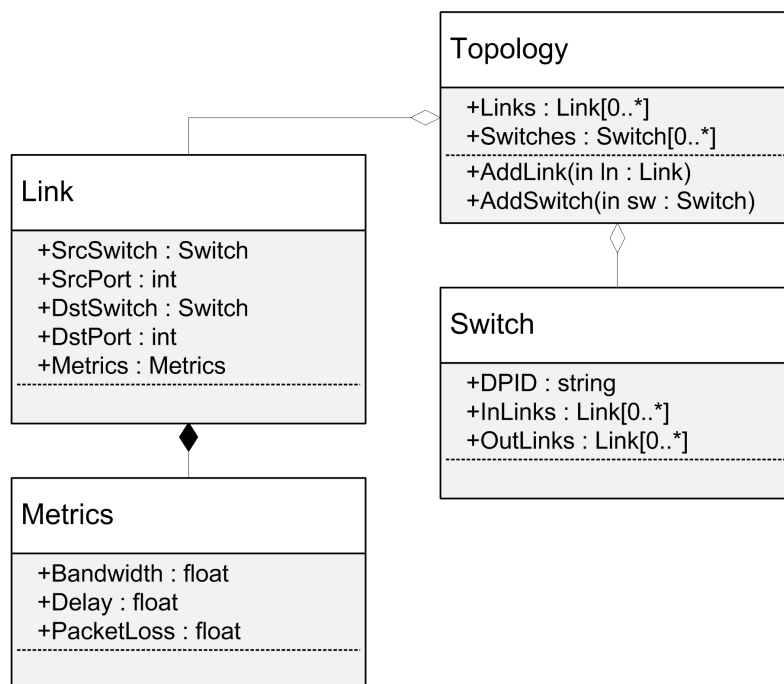 Topology
+Links : Link[0..*]
+Switches : Switch[0..*]
+AddLink(in ln : Link)
+AddSwitch(in sw : Switch)
Link
+SrcSwitch : Switch
+SrcPort : int
+DstSwitch : Switch
+DstPort : int
+Metrics : Metrics
Switch
+DPID : string
+InLinks : Link[0..*]
+OutLinks : Link[0..*]
Metrics
+Bandwidth : float
+Delay : float
+PacketLoss : float